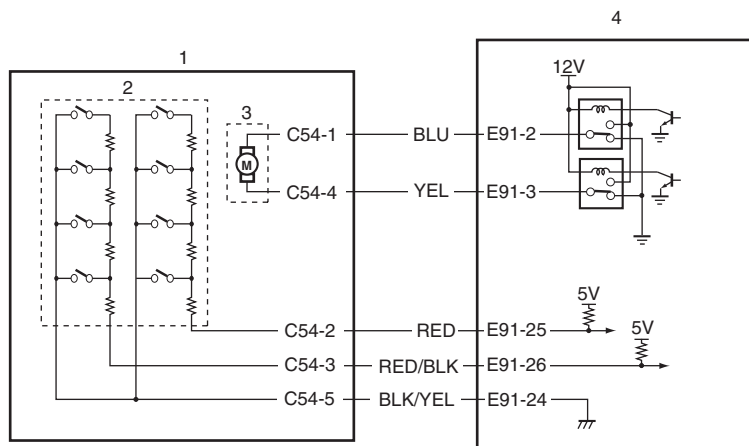 4
1
2
3
12V
C54-1 BLU E91-2
C54-4 YEL E91-3
M
5V
5V
C54-2 RED E91-25
C54-3 RED/BLK E91-26
C54-5 BLK/YEL E91-24